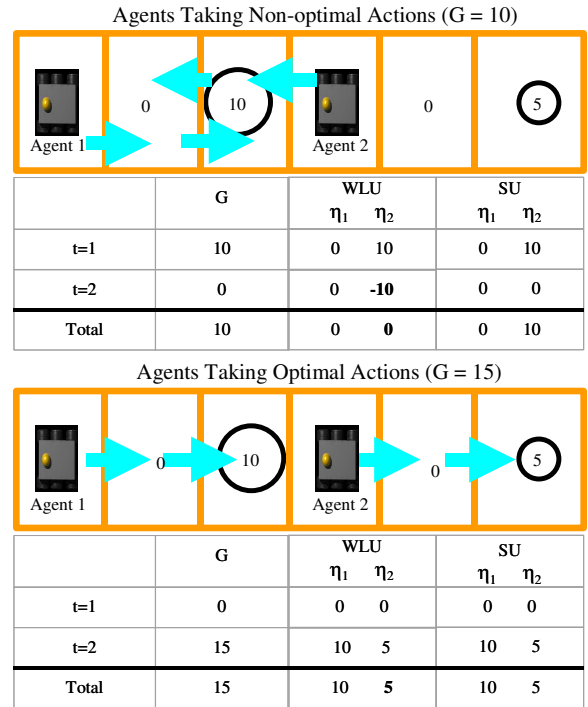 Agents Taking Non-optimal Actions (G = 10)
0 10 0 5
Agent 1 Agent 2
G WLU SU
η1 η2 η1 η2
t=1 10 0 10 0 10
t=2 0 0 -10 0 0
Total 10 0 0 0 10
Agents Taking Optimal Actions (G = 15)
0 10 0 5
Agent 1 Agent 2
G WLU SU
η1 η2 η1 η2
t=1 0 0 0 0 0
t=2 15 10 5 10 5
Total 15 10 5 10 5